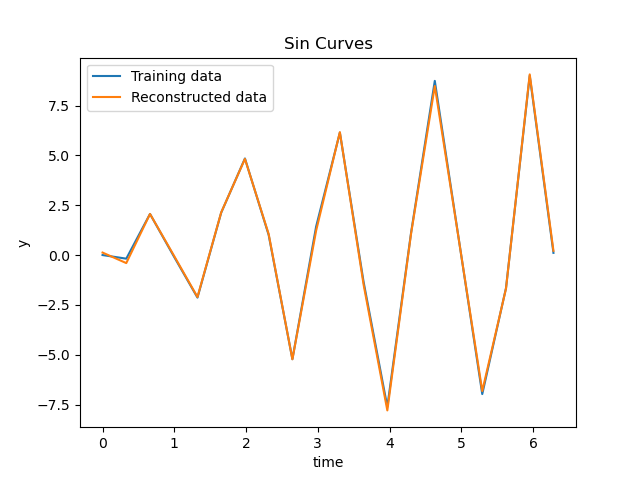 Sin Curves
Training data
Reconstructed data
7.5
5.0
2.5
0.0
−2.5
−5.0
−7.5
y
0 1 2 3 4 5 6
time